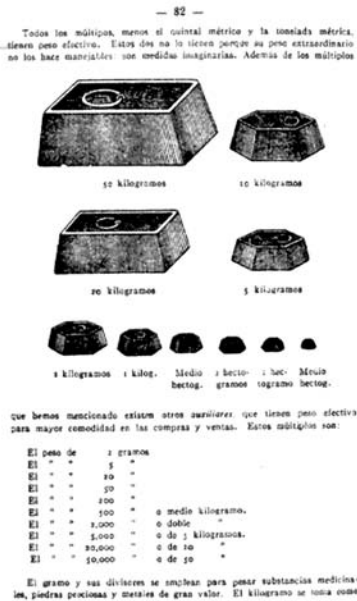 — 82 —
Todos los múltipos, menos el quintal métrico y la tonelada métrica,
tienen peso efectivo. Estos dos no lo tienen porque su peso extraordinario
no los hace manejables: son medidas imaginarias. Además de los múltiplos
50 kilogramos 10 kilogramos
20 kilogramos 5 kilogramos
2 kilogramos 1 kilog. Medio 2 hecto- 1 hec- Medio
hectog. gramos togramo hectog.
que hemos mencionado existen otros auxiliares, que tienen peso efectivo
para mayor comodidad en las compras y ventas. Estos múltiplos son:
El peso de 2 gramos
El " " 5 "
El " " 10 "
El " " 50 "
El " " 200 "
El " " 500 " o medio kilogramo.
El " " 2,000 " o doble "
El " " 5,000 " o de 5 kilogramos.
El " " 20,000 " o de 20 "
El " " 50,000 " o de 50 "
El gramo y sus divisores se emplean para pesar substancias medicina-
les, piedras preciosas y metales de gran valor. El kilogramo se toma como